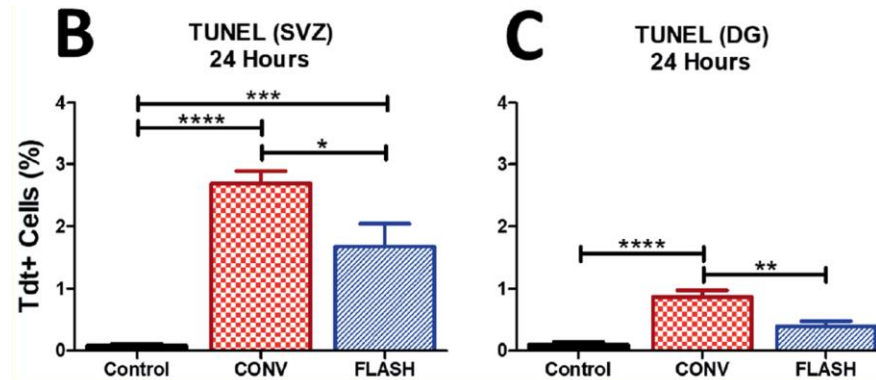 B
TUNEL (SVZ)
24 Hours
Tdt+ Cells (%)
4
3
2
1
0
***
****
*
Control CONV FLASH
C
TUNEL (DG)
24 Hours
4
3
2
1
0
****
**
Control CONV FLASH